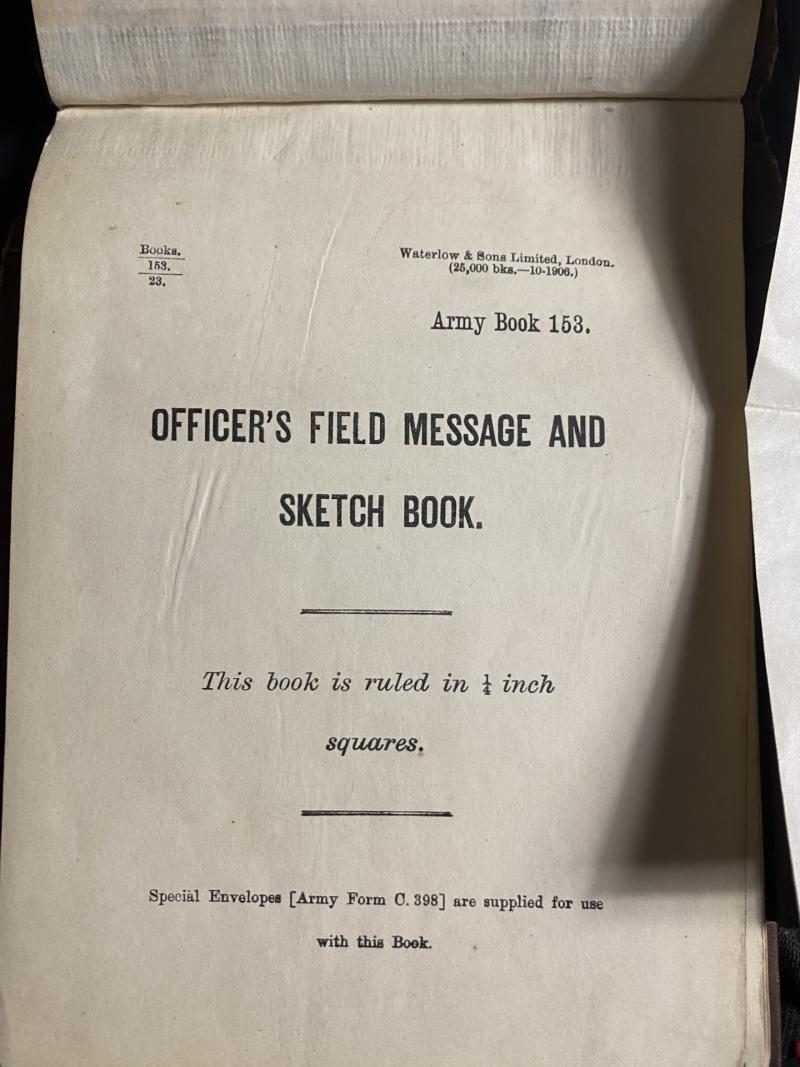 Books.
153.
23.
Waterlow & Sons Limited, London.
(25,000 bks.—10-1906.)
Army Book 153.
OFFICER'S FIELD MESSAGE AND
SKETCH BOOK.
This book is ruled in ¼ inch
squares.
Special Envelopes [Army Form C. 398] are supplied for use
with this Book.